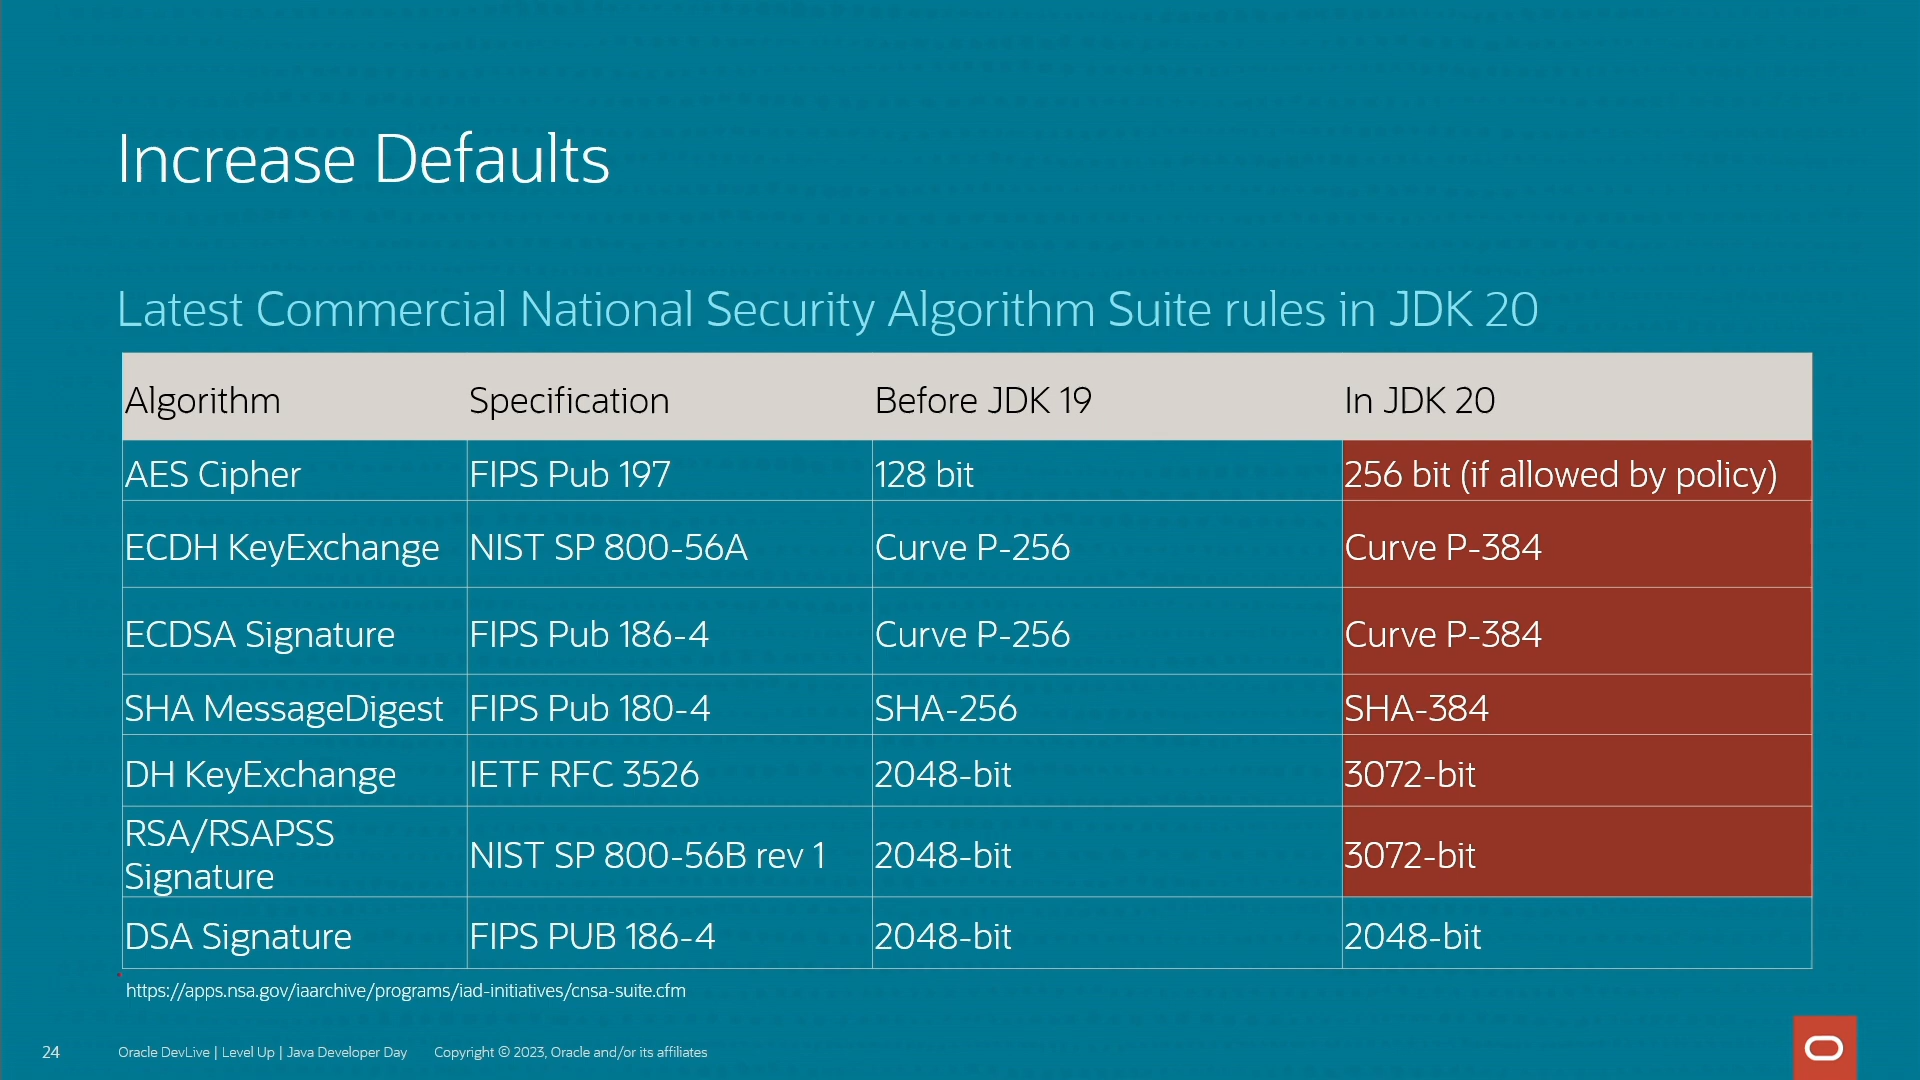 Increase Defaults
Latest Commercial National Security Algorithm Suite rules in JDK 20
Algorithm Specification Before JDK 19 In JDK 20
AES Cipher FIPS Pub 197 128 bit 256 bit (if allowed by policy)
ECDH KeyExchange NIST SP 800-56A Curve P-256 Curve P-384
ECDSA Signature FIPS Pub 186-4 Curve P-256 Curve P-384
SHA MessageDigest FIPS Pub 180-4 SHA-256 SHA-384
DH KeyExchange IETF RFC 3526 2048-bit 3072-bit
RSA/RSAPSS
Signature NIST SP 800-56B rev 1 2048-bit 3072-bit
DSA Signature FIPS PUB 186-4 2048-bit 2048-bit
https://apps.nsa.gov/iaarchive/programs/iad-initiatives/cnsa-suite.cfm
24 Oracle DevLive | Level Up | Java Developer Day Copyright © 2023, Oracle and/or its affiliates